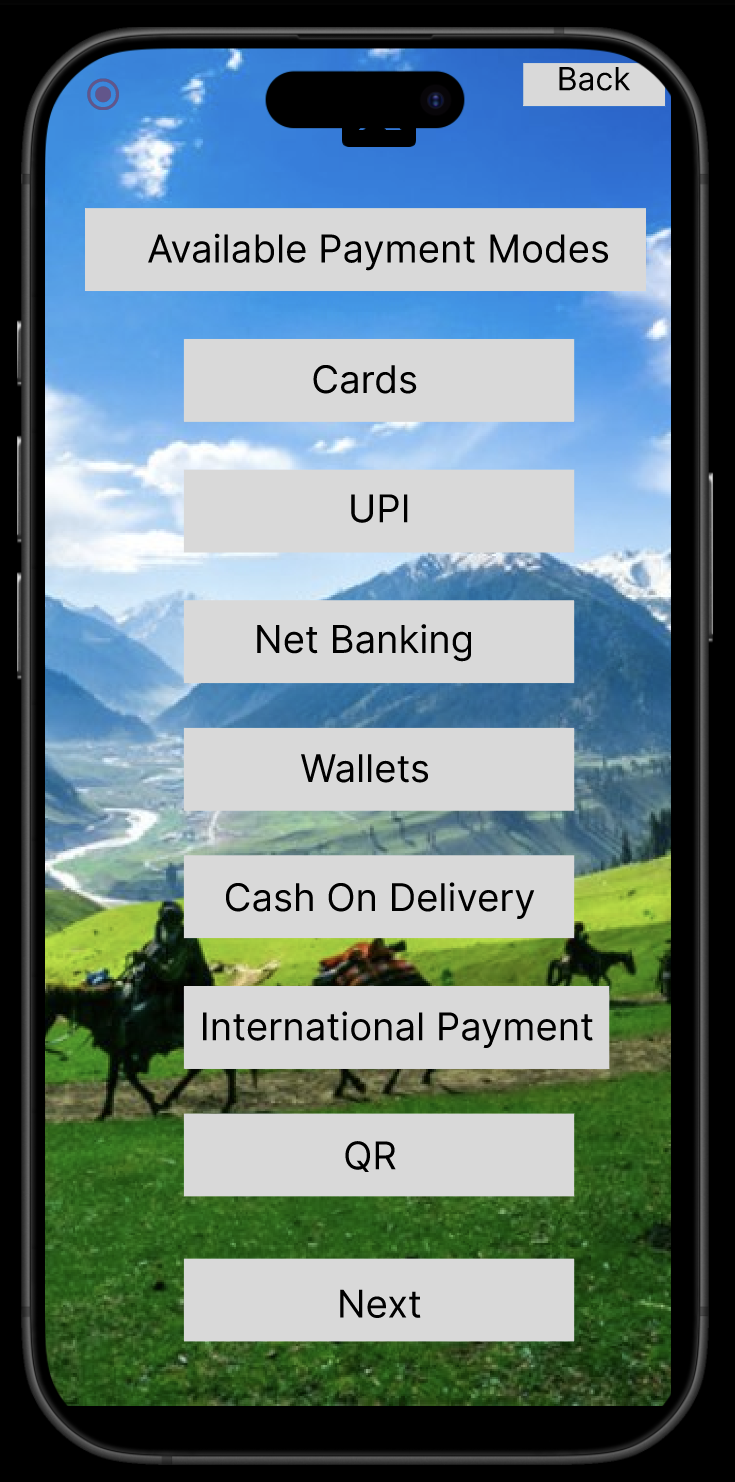 Back
Available Payment Modes
Cards
UPI
Net Banking
Wallets
Cash On Delivery
International Payment
QR
Next